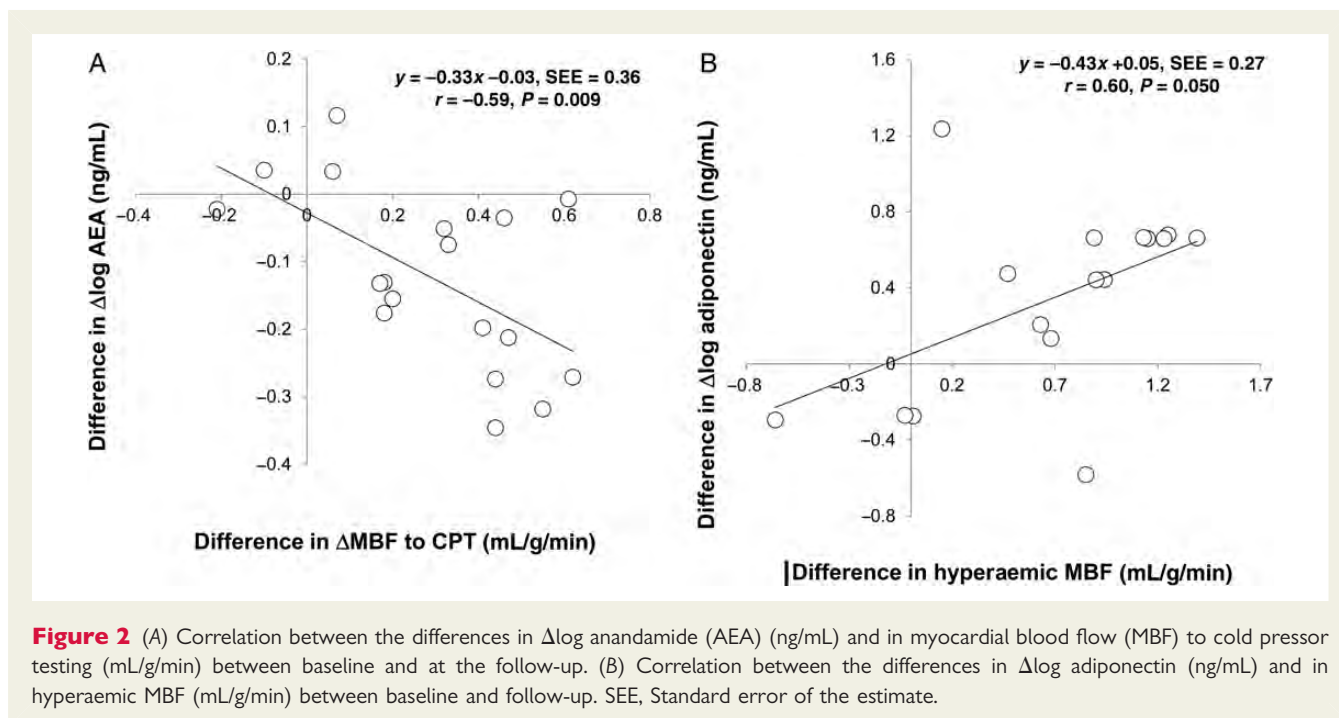 A
y = –0.33x –0.03, SEE = 0.36
r = –0.59, P = 0.009
Difference in Δlog AEA (ng/mL)
0.2
0.1
0
–0.1
–0.2
–0.3
–0.4
–0.4
–0.2
0
0.2
0.4
0.6
0.8
Difference in ΔMBF to CPT (mL/g/min)
B
y = –0.43x +0.05, SEE = 0.27
r = 0.60, P = 0.050
Difference in Δlog adiponectin (ng/mL)
1.6
1.2
0.8
0.4
0
–0.4
–0.8
–0.8
–0.3
0.2
0.7
1.2
1.7
Difference in hyperaemic MBF (mL/g/min)
Figure 2 (A) Correlation between the differences in Δlog anandamide (AEA) (ng/mL) and in myocardial blood flow (MBF) to cold pressor
testing (mL/g/min) between baseline and at the follow-up. (B) Correlation between the differences in Δlog adiponectin (ng/mL) and in
hyperaemic MBF (mL/g/min) between baseline and follow-up. SEE, Standard error of the estimate.